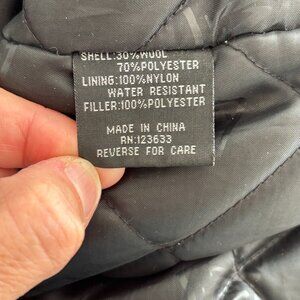 SHELL:30%WOOL
70%POLYESTER
LINING:100%NYLON
WATER RESISTANT
FILLER:100%POLYESTER
MADE IN CHINA
RN:123633
REVERSE FOR CARE